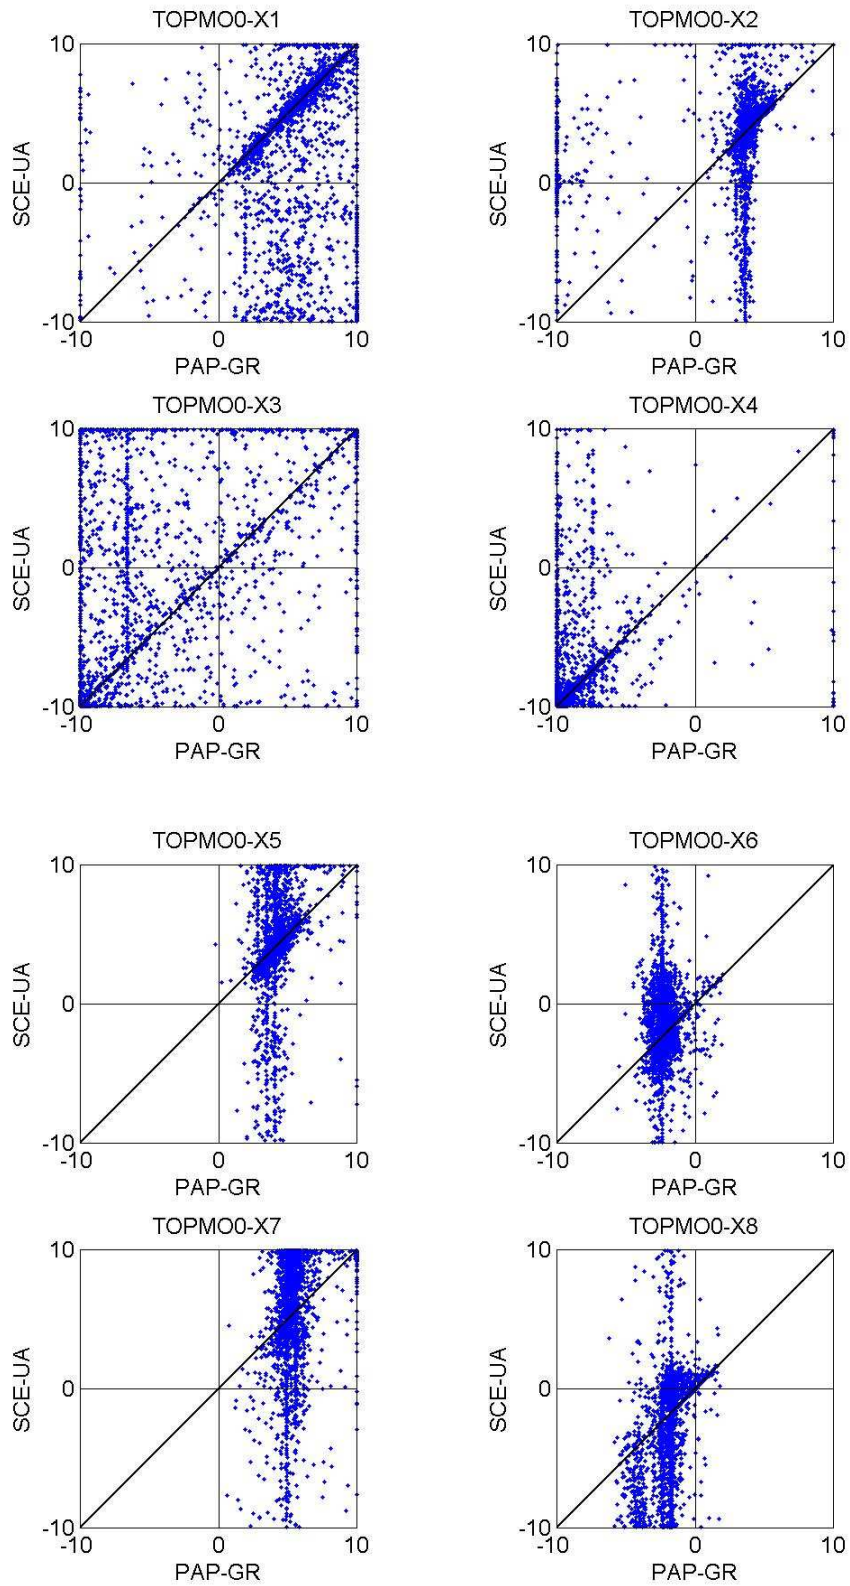 TOPMO0-X1 TOPMO0-X2
10 10
SCE-UA SCE-UA
0 0
-10 -10
-10 0 10 -10 0 10
PAP-GR PAP-GR
TOPMO0-X3 TOPMO0-X4
10 10
SCE-UA SCE-UA
0 0
-10 -10
-10 0 10 -10 0 10
PAP-GR PAP-GR
TOPMO0-X5 TOPMO0-X6
10 10
SCE-UA SCE-UA
0 0
-10 -10
-10 0 10 -10 0 10
PAP-GR PAP-GR
TOPMO0-X7 TOPMO0-X8
10 10
SCE-UA SCE-UA
0 0
-10 -10
-10 0 10 -10 0 10
PAP-GR PAP-GR